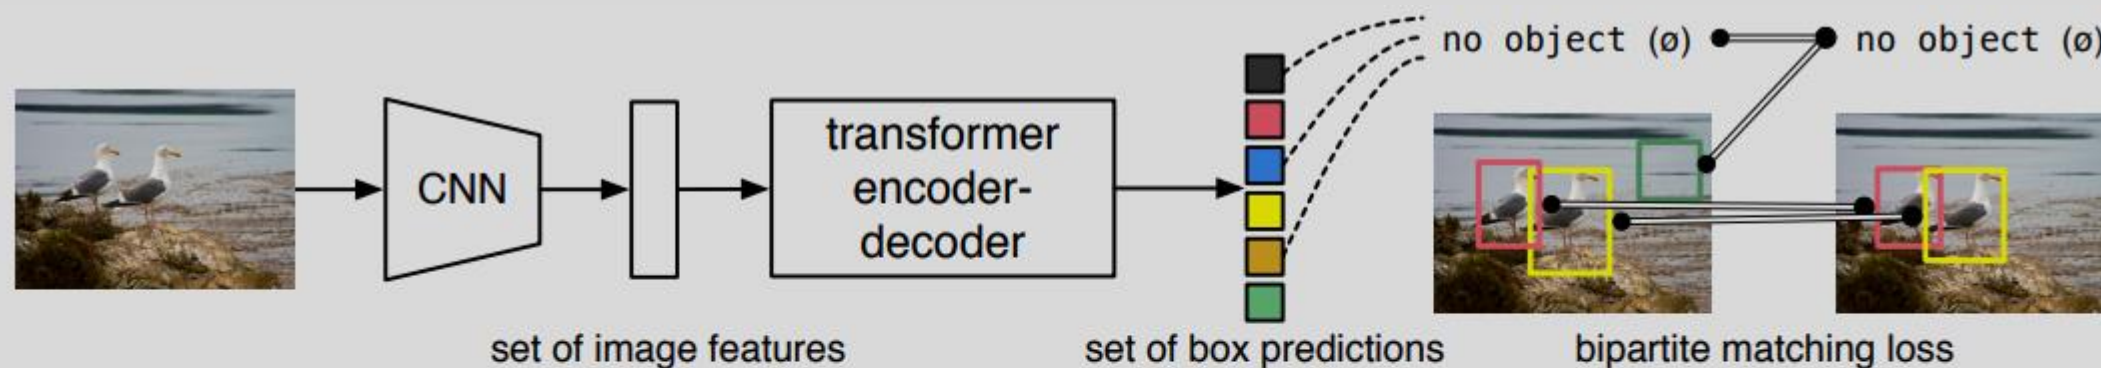 no object (ø)
no object (ø)
CNN
transformer
encoder-
decoder
set of image features
set of box predictions
bipartite matching loss